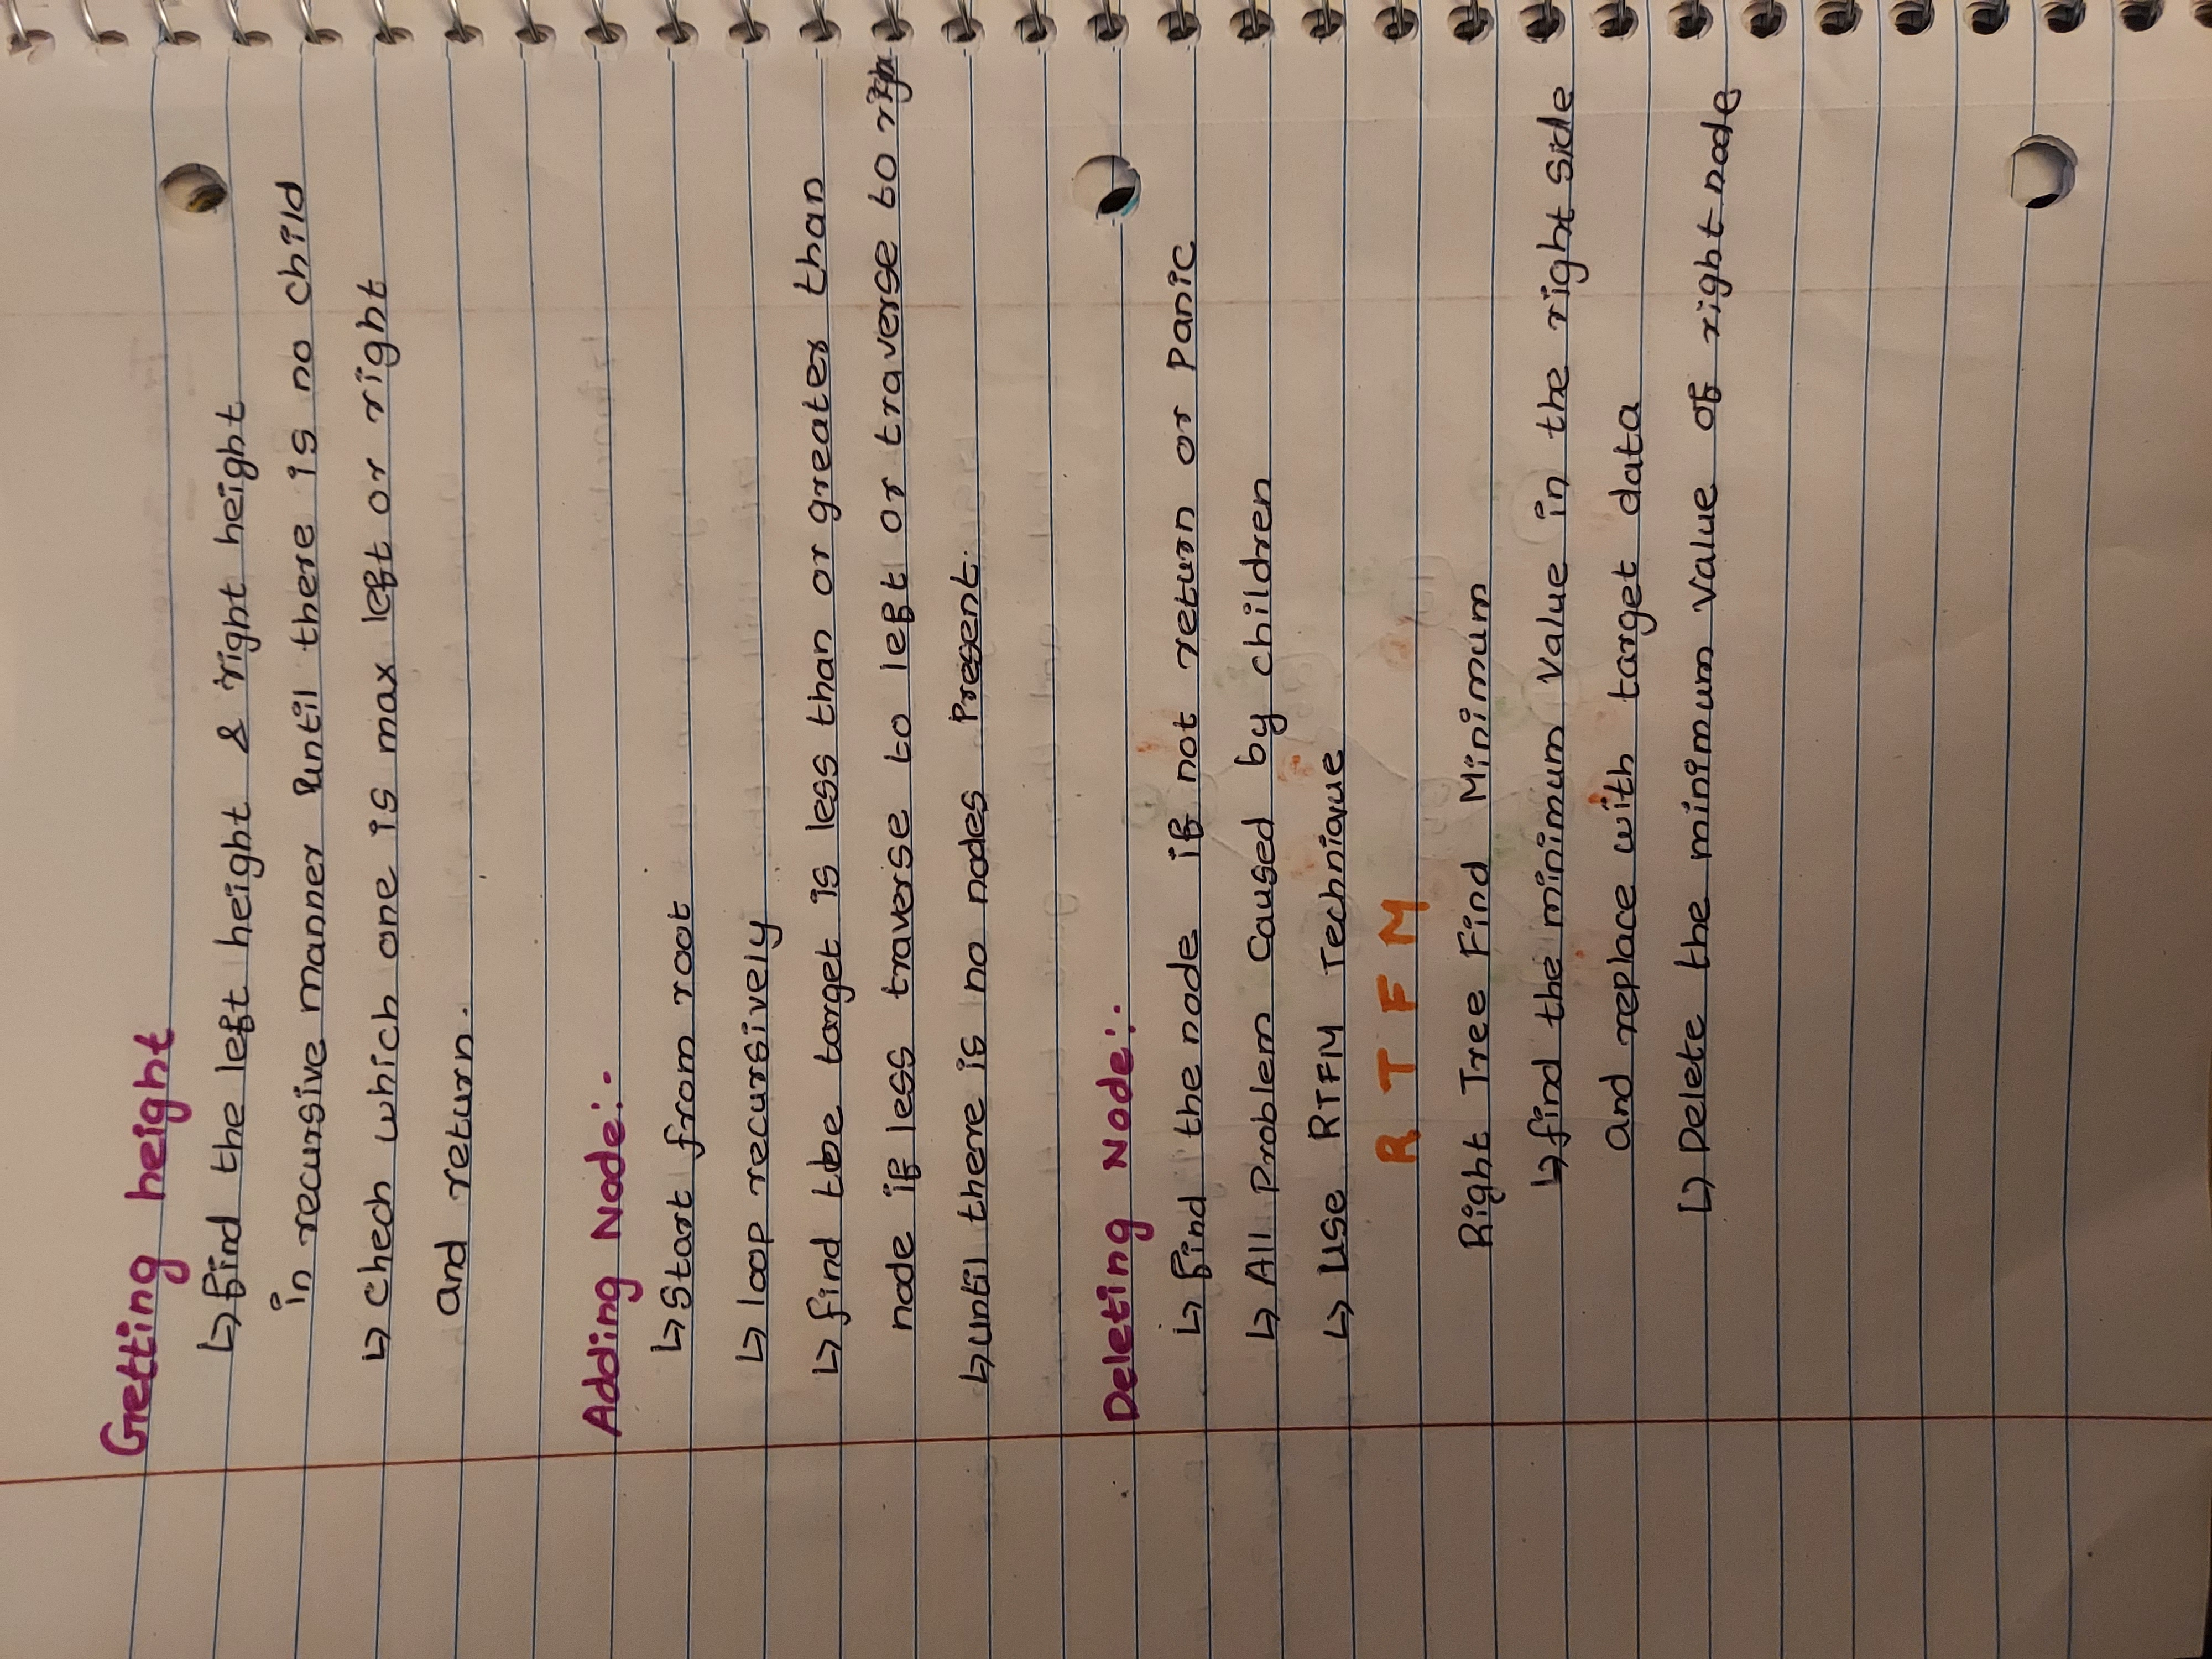 Getting height
↳ find the left height & right height
in recursive manner until there is no child
↳ chech which one is max left or right
and return.
Adding Node:-
↳ Start from root
↳ loop recursively
↳ find the target is less than or greater than
node if less traverse to left or traverse to right
↳ until there is no nodes Present.
Deleting Node:-
↳ find the node if not return or Panic
↳ All Problem Caused by children
↳ Use RTFM Technique
R T F M
Right Tree Find Minimum
↳ find the minimum Value in the right side
and replace with target data
↳ Delete the minimum Value of right node